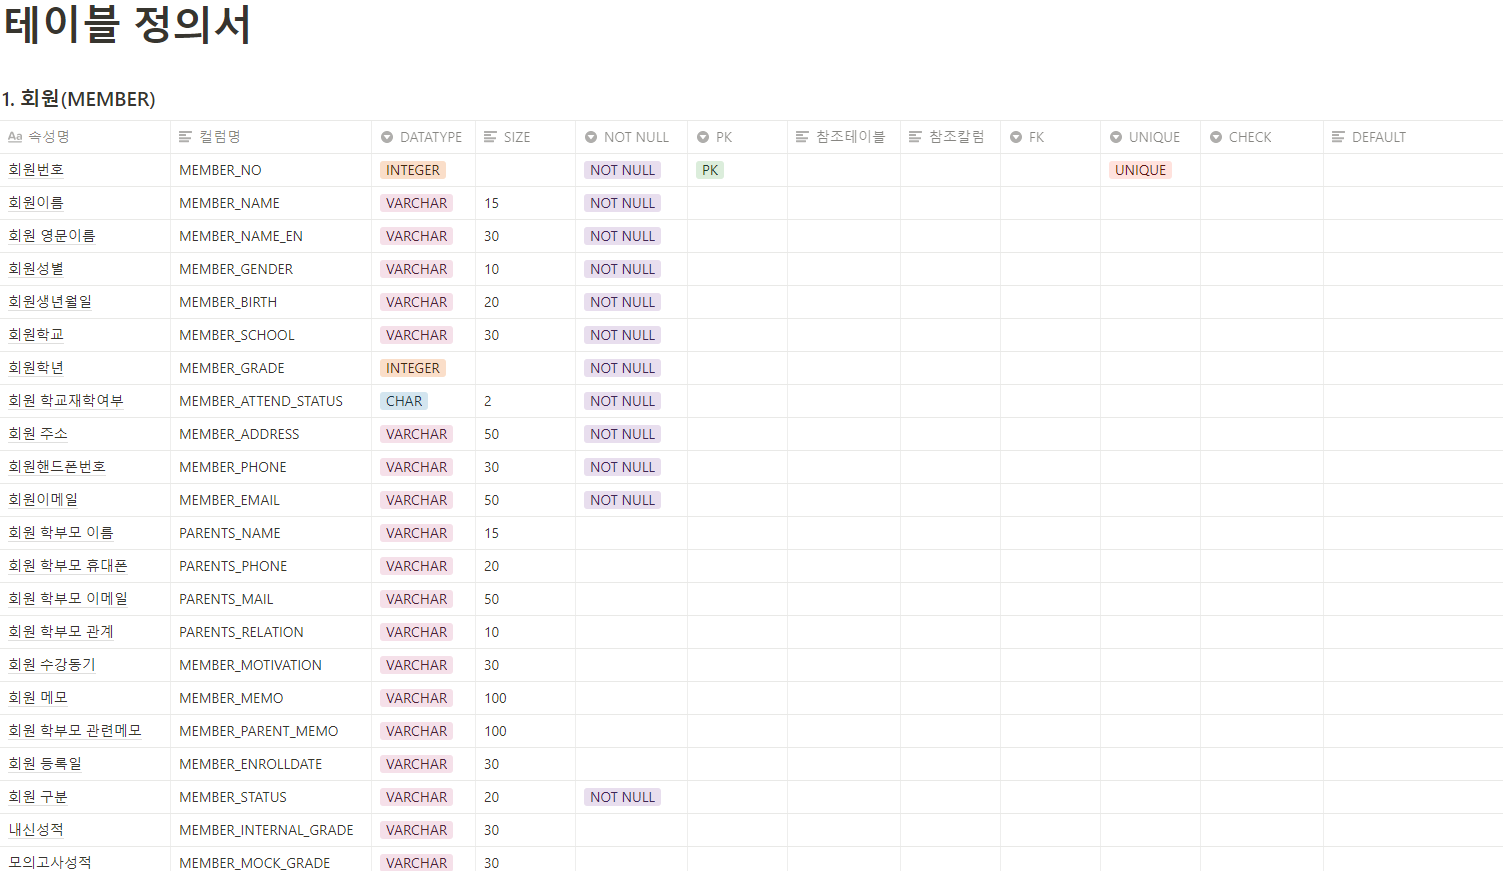 테이블 정의서
1. 회원(MEMBER)
Aa 속성명 컬럼명 DATATYPE SIZE NOT NULL PK 참조테이블 참조칼럼 FK UNIQUE CHECK DEFAULT
회원번호 MEMBER_NO INTEGER NOT NULL PK UNIQUE
회원이름 MEMBER_NAME VARCHAR 15 NOT NULL
회원 영문이름 MEMBER_NAME_EN VARCHAR 30 NOT NULL
회원성별 MEMBER_GENDER VARCHAR 10 NOT NULL
회원생년월일 MEMBER_BIRTH VARCHAR 20 NOT NULL
회원학교 MEMBER_SCHOOL VARCHAR 30 NOT NULL
회원학년 MEMBER_GRADE INTEGER NOT NULL
회원 학교재학여부 MEMBER_ATTEND_STATUS CHAR 2 NOT NULL
회원 주소 MEMBER_ADDRESS VARCHAR 50 NOT NULL
회원핸드폰번호 MEMBER_PHONE VARCHAR 30 NOT NULL
회원이메일 MEMBER_EMAIL VARCHAR 50 NOT NULL
회원 학부모 이름 PARENTS_NAME VARCHAR 15
회원 학부모 휴대폰 PARENTS_PHONE VARCHAR 20
회원 학부모 이메일 PARENTS_MAIL VARCHAR 50
회원 학부모 관계 PARENTS_RELATION VARCHAR 10
회원 수강동기 MEMBER_MOTIVATION VARCHAR 30
회원 메모 MEMBER_MEMO VARCHAR 100
회원 학부모 관련메모 MEMBER_PARENT_MEMO VARCHAR 100
회원 등록일 MEMBER_ENROLLDATE VARCHAR 30
회원 구분 MEMBER_STATUS VARCHAR 20 NOT NULL
내신성적 MEMBER_INTERNAL_GRADE VARCHAR 30
모의고사성적 MEMBER_MOCK_GRADE VARCHAR 30